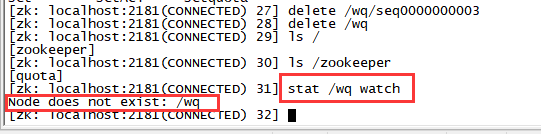 [zk: localhost:2181(CONNECTED) 27] delete /wq/seq0000000003
[zk: localhost:2181(CONNECTED) 28] delete /wq
[zk: localhost:2181(CONNECTED) 29] ls /
[zookeeper]
[zk: localhost:2181(CONNECTED) 30] ls /zookeeper
[quota]
[zk: localhost:2181(CONNECTED) 31] stat /wq watch
Node does not exist: /wq
[zk: localhost:2181(CONNECTED) 32]